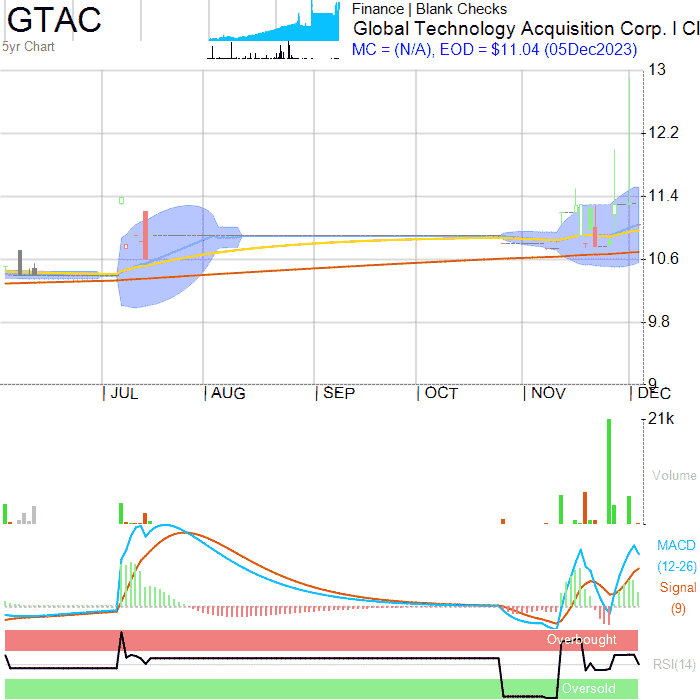 GTAC
Finance | Blank Checks
5yr Chart
Global Technology Acquisition Corp. I Cl
MC = (N/A), EOD = $11.04 (05Dec2023)
13
12.2
11.4
10.6
9.8
9
JUL AUG SEP OCT NOV DEC
21k
Volume
MACD
(12-26)
Signal
(9)
Overbought
RSI(14)
Oversold